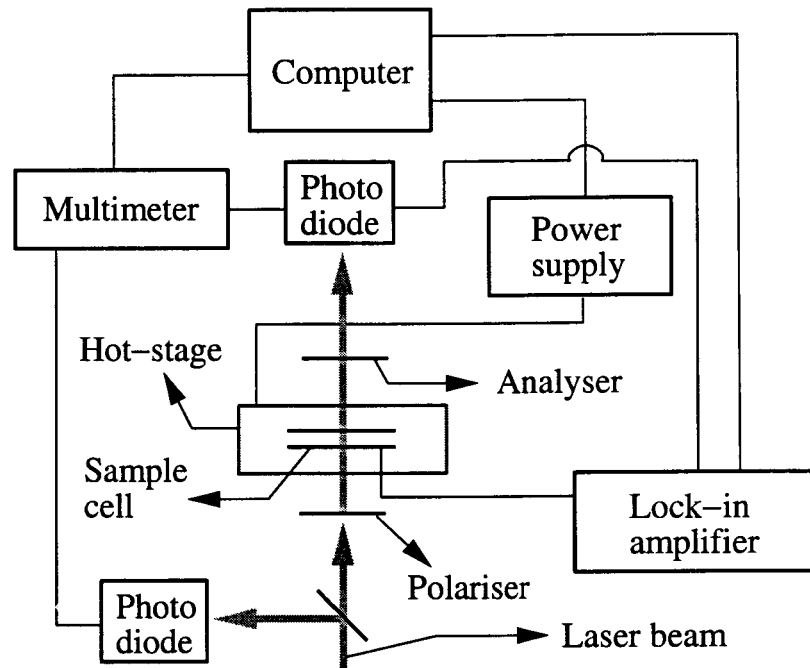 Computer
Multimeter
Photo
diode
Power
supply
Hot–stage
Analyser
Sample
cell
Lock–in
amplifier
Polariser
Photo
diode
Laser beam